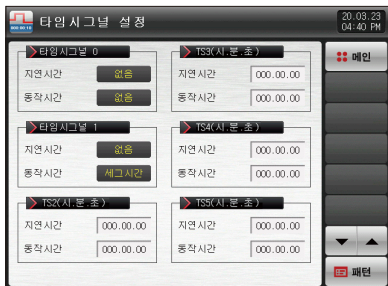 타임시그널 설정
20.03.23
04:40 PM
타임시그널 0
지연시간 없음
동작시간 없음
타임시그널 1
지연시간 없음
동작시간 세그시간
TS2(시.분.초)
지연시간 000.00.00
동작시간 000.00.00
TS3(시.분.초)
지연시간 000.00.00
동작시간 000.00.00
TS4(시.분.초)
지연시간 000.00.00
동작시간 000.00.00
TS5(시.분.초)
지연시간 000.00.00
동작시간 000.00.00
메인
패턴